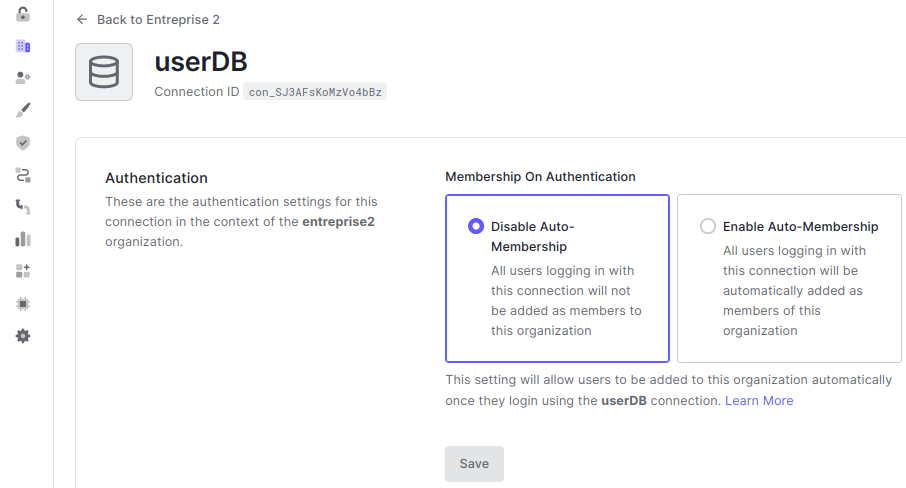 Back to Entreprise 2
userDB
Connection ID con_SJ3AFsKoMzVo4bBz
Authentication
These are the authentication settings for this
connection in the context of the entreprise2
organization.
Membership On Authentication
Disable Auto-
Membership
All users logging in with
this connection will not
be added as members to
this organization
Enable Auto-Membership
All users logging in with
this connection will be
automatically added as
members of this
organization
This setting will allow users to be added to this organization automatically
once they login using the userDB connection. Learn More
Save